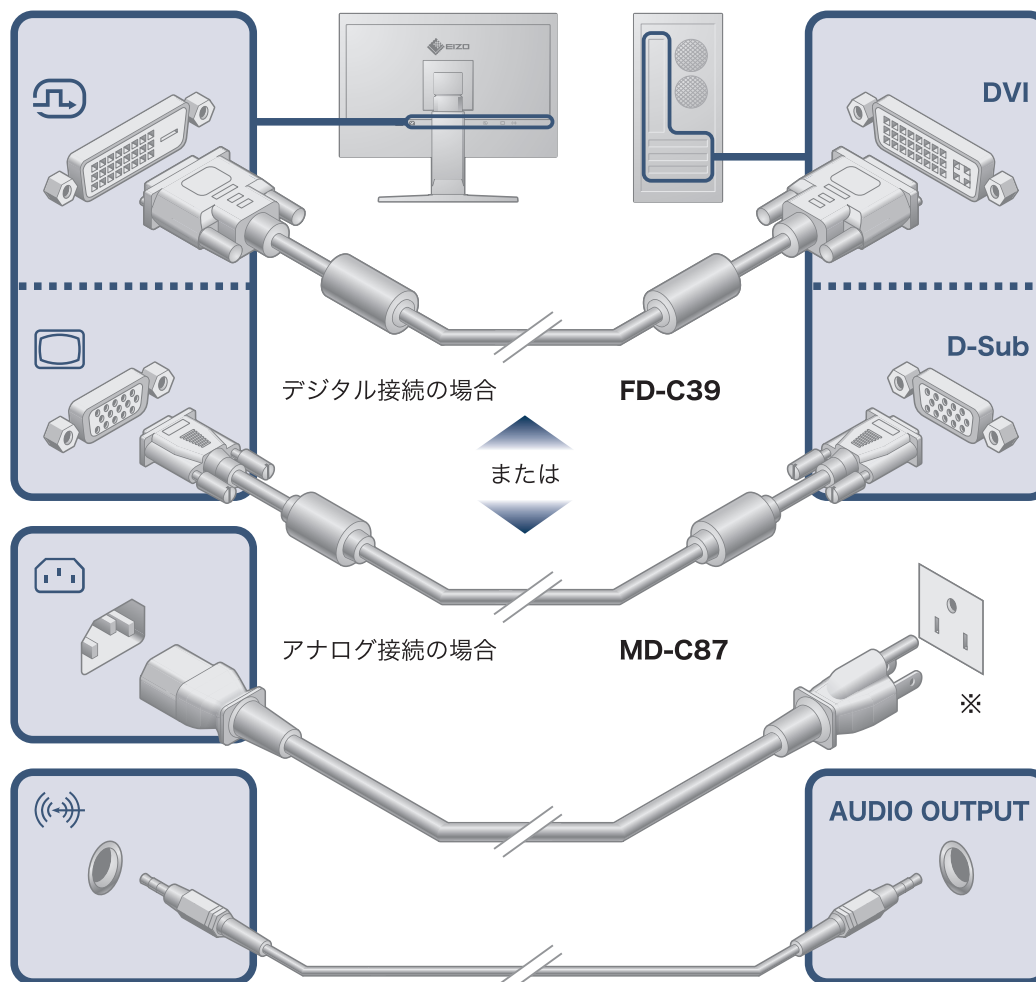 EIZO
DVI
D-Sub
デジタル接続の場合 FD-C39
または
アナログ接続の場合 MD-C87
※
AUDIO OUTPUT